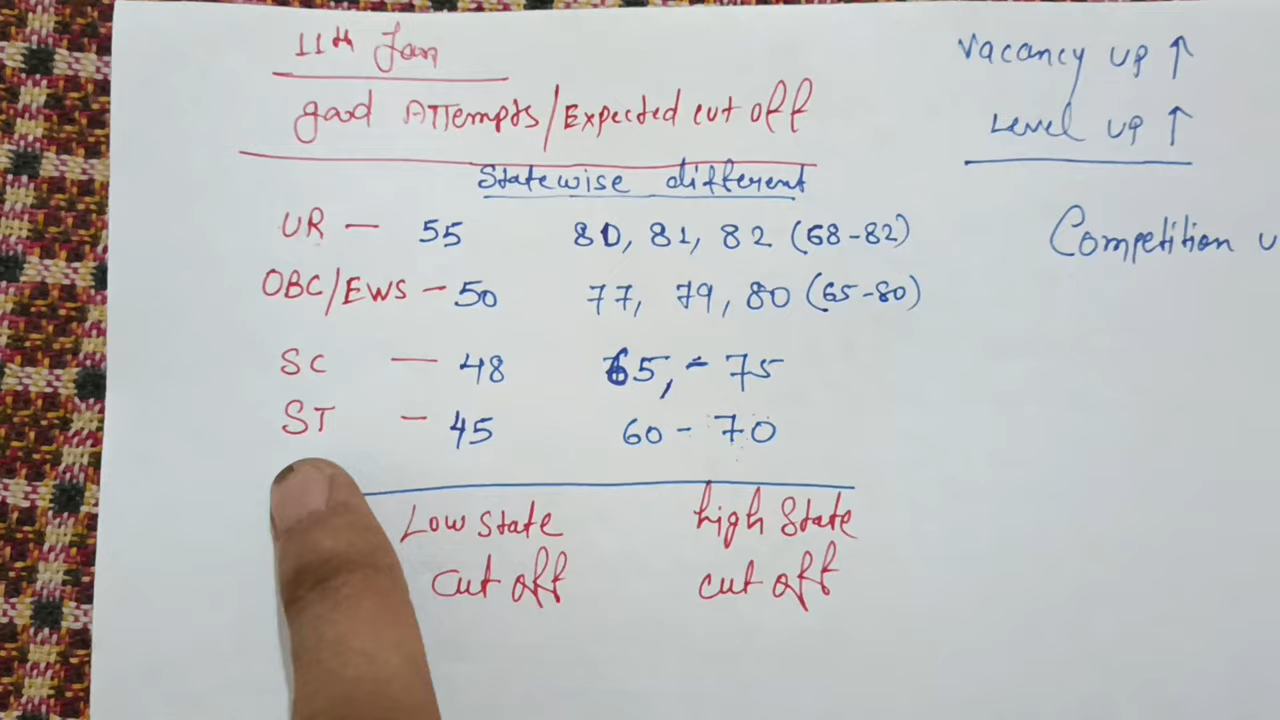 11th Jan
good Attempts/Expected cut off
Statewise different
UR — 55 80, 81, 82 (68-82)
OBC/EWS - 50 77, 79, 80 (65-80)
SC — 48 65, - 75
ST - 45 60 - 70
Low state high State
cut off cut off
Vacancy up ↑
Level up ↑
Competition